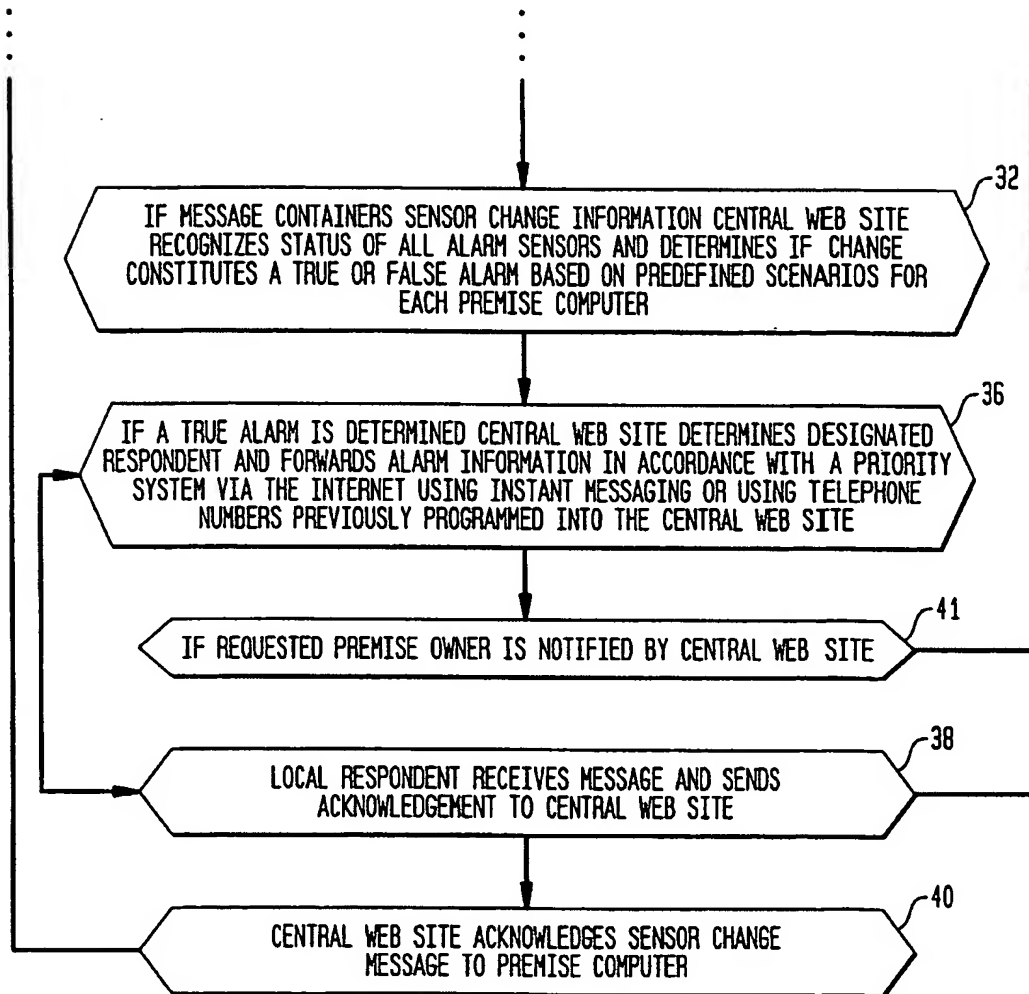 32
IF MESSAGE CONTAINERS SENSOR CHANGE INFORMATION CENTRAL WEB SITE
RECOGNIZES STATUS OF ALL ALARM SENSORS AND DETERMINES IF CHANGE
CONSTITUTES A TRUE OR FALSE ALARM BASED ON PREDEFINED SCENARIOS FOR
EACH PREMISE COMPUTER
36
IF A TRUE ALARM IS DETERMINED CENTRAL WEB SITE DETERMINES DESIGNATED
RESPONDENT AND FORWARDS ALARM INFORMATION IN ACCORDANCE WITH A PRIORITY
SYSTEM VIA THE INTERNET USING INSTANT MESSAGING OR USING TELEPHONE
NUMBERS PREVIOUSLY PROGRAMMED INTO THE CENTRAL WEB SITE
41
IF REQUESTED PREMISE OWNER IS NOTIFIED BY CENTRAL WEB SITE
38
LOCAL RESPONDENT RECEIVES MESSAGE AND SENDS
ACKNOWLEDGEMENT TO CENTRAL WEB SITE
40
CENTRAL WEB SITE ACKNOWLEDGES SENSOR CHANGE
MESSAGE TO PREMISE COMPUTER